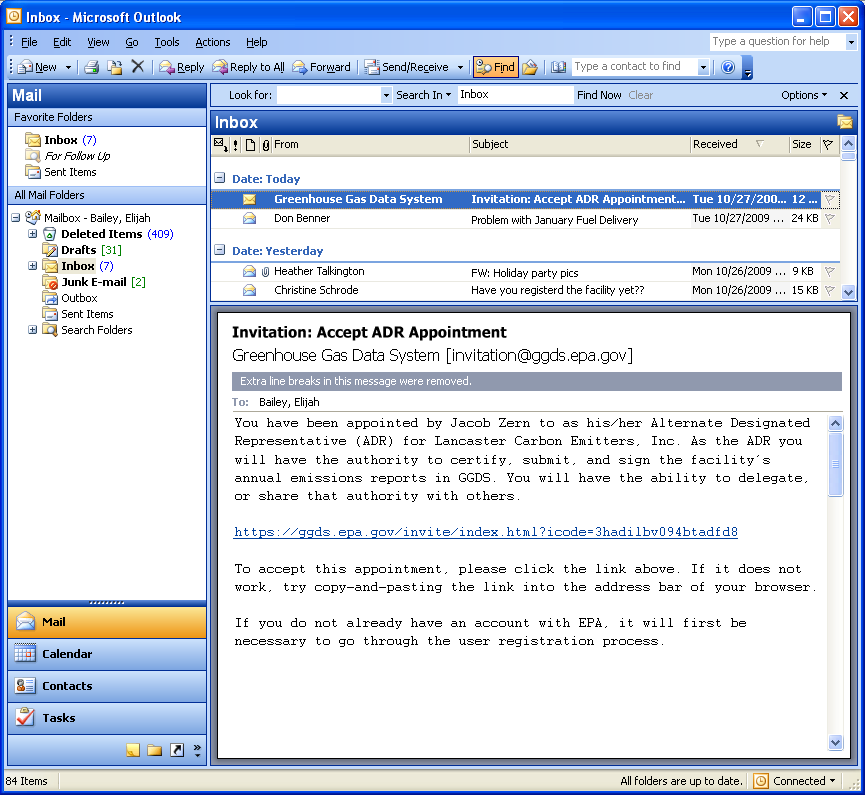 Inbox - Microsoft Outlook
File Edit View Go Tools Actions Help Type a question for help
New Reply Reply to All Forward Send/Receive Find Type a contact to find
Mail
Favorite Folders
Inbox (7)
For Follow Up
Sent Items
All Mail Folders
Mailbox - Bailey, Elijah
Deleted Items (409)
Drafts [31]
Inbox (7)
Junk E-mail [2]
Outbox
Sent Items
Search Folders
Mail
Calendar
Contacts
Tasks
Look for: Search In Inbox Find Now Clear Options
Inbox
From Subject Received Size
Date: Today
Greenhouse Gas Data System Invitation: Accept ADR Appointment... Tue 10/27/200... 12 ...
Don Benner Problem with January Fuel Delivery Tue 10/27/2009 ... 24 KB
Date: Yesterday
Heather Talkington FW: Holiday party pics Mon 10/26/2009 ... 9 KB
Christine Schrode Have you registerd the facility yet?? Mon 10/26/2009 ... 15 KB
Invitation: Accept ADR Appointment
Greenhouse Gas Data System [invitation@ggds.epa.gov]
Extra line breaks in this message were removed.
To: Bailey, Elijah
You have been appointed by Jacob Zern to as his/her Alternate Designated
Representative (ADR) for Lancaster Carbon Emitters, Inc. As the ADR you
will have the authority to certify, submit, and sign the facility´s
annual emissions reports in GGDS. You will have the ability to delegate,
or share that authority with others.
https://ggds.epa.gov/invite/index.html?icode=3hadilbv094btadfd8
To accept this appointment, please click the link above. If it does not
work, try copy-and-pasting the link into the address bar of your browser.
If you do not already have an account with EPA, it will first be
necessary to go through the user registration process.
84 Items All folders are up to date. Connected